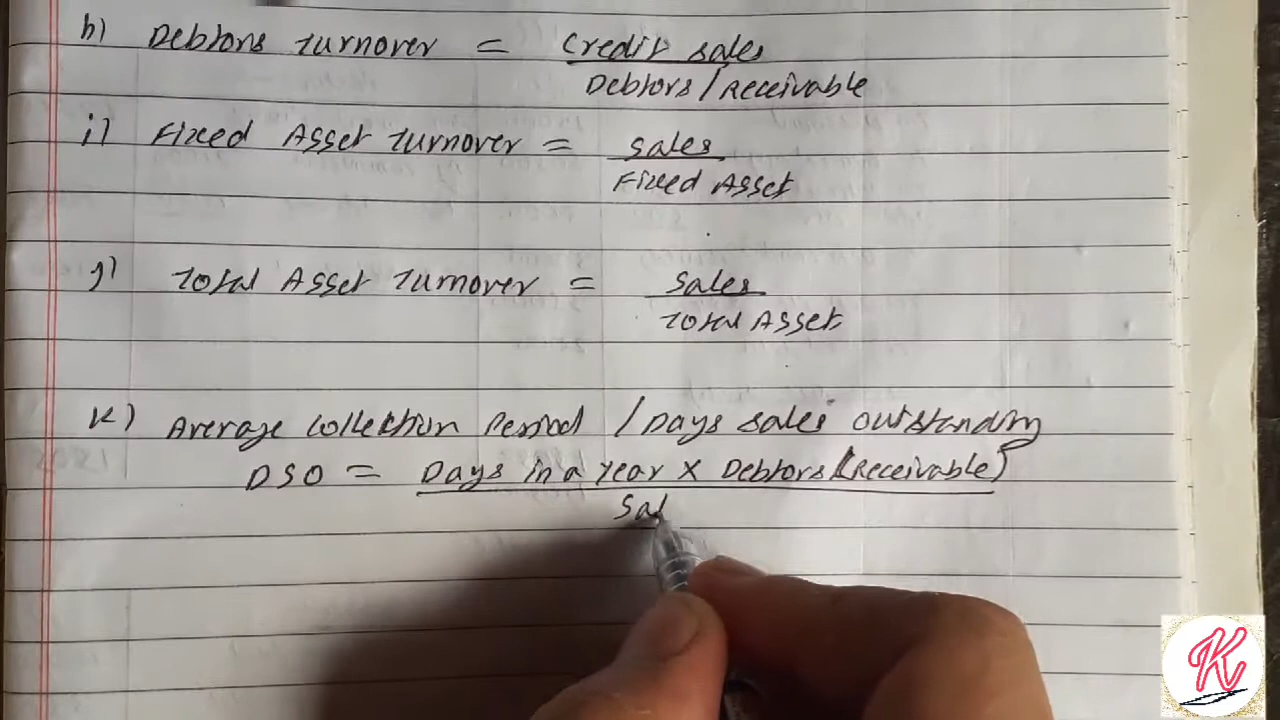 h) Debtors turnover = Credit sales
Debtors/receivable
i) Fixed Asset turnover = sales
Fixed Asset
j) Total Asset turnover = sales
Total Asset
K) Average collection Period / Days sales outstanding
DSO = Days in a year × Debtors (Receivable)
Sal
K